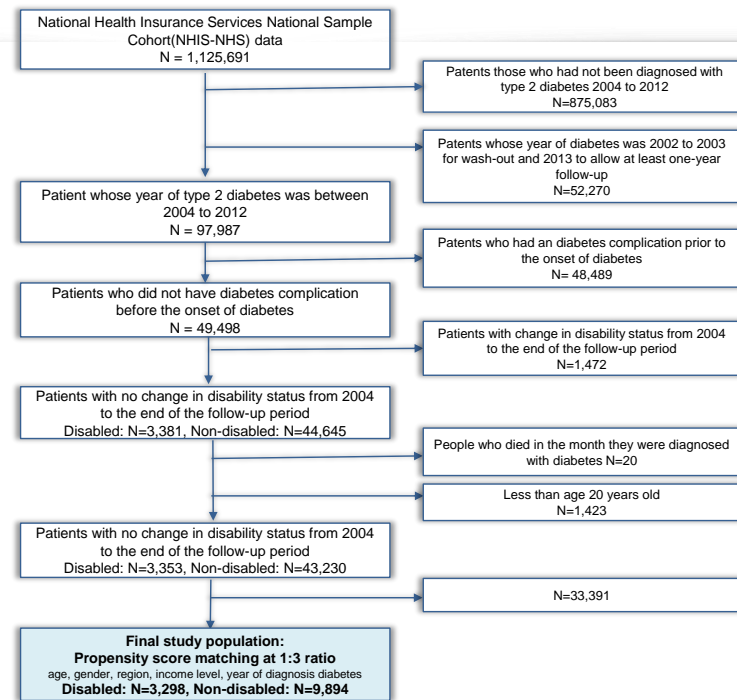 National Health Insurance Services National Sample
Cohort(NHIS-NHS) data
N = 1,125,691
Patents those who had not been diagnosed with
type 2 diabetes 2004 to 2012
N=875,083
Patents whose year of diabetes was 2002 to 2003
for wash-out and 2013 to allow at least one-year
follow-up
N=52,270
Patient whose year of type 2 diabetes was between
2004 to 2012
N = 97,987
Patients who had an diabetes complication prior to
the onset of diabetes
N= 48,489
Patients who did not have diabetes complication
before the onset of diabetes
N = 49,498
Patients with change in disability status from 2004
to the end of the follow-up period
N=1,472
Patients with no change in disability status from 2004
to the end of the follow-up period
Disabled: N=3,381, Non-disabled: N=44,645
People who died in the month they were diagnosed
with diabetes N=20
Less than age 20 years old
N=1,423
Patients with no change in disability status from 2004
to the end of the follow-up period
Disabled: N=3,353, Non-disabled: N=43,230
N=33,391
Final study population:
Propensity score matching at 1:3 ratio
age, gender, region, income level, year of diagnosis diabetes
Disabled: N=3,298, Non-disabled: N=9,894